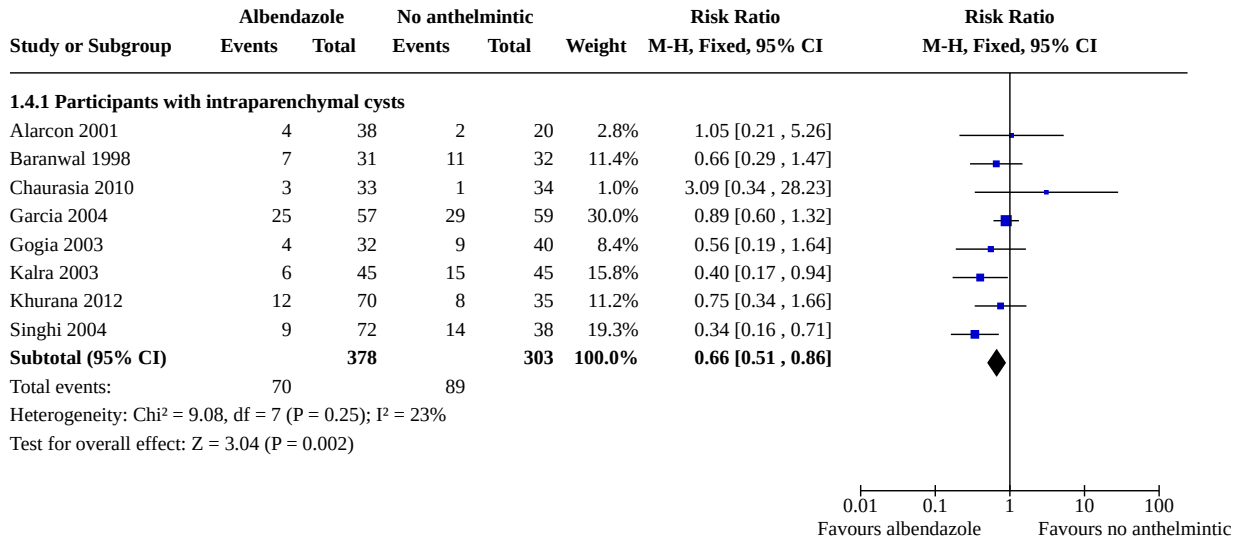 Albendazole No anthelmintic Risk Ratio Risk Ratio
Study or Subgroup Events Total Events Total Weight M-H, Fixed, 95% CI M-H, Fixed, 95% CI
1.4.1 Participants with intraparenchymal cysts
Alarcon 2001 4 38 2 20 2.8% 1.05 [0.21 , 5.26]
Baranwal 1998 7 31 11 32 11.4% 0.66 [0.29 , 1.47]
Chaurasia 2010 3 33 1 34 1.0% 3.09 [0.34 , 28.23]
Garcia 2004 25 57 29 59 30.0% 0.89 [0.60 , 1.32]
Gogia 2003 4 32 9 40 8.4% 0.56 [0.19 , 1.64]
Kalra 2003 6 45 15 45 15.8% 0.40 [0.17 , 0.94]
Khurana 2012 12 70 8 35 11.2% 0.75 [0.34 , 1.66]
Singhi 2004 9 72 14 38 19.3% 0.34 [0.16 , 0.71]
Subtotal (95% CI) 378 303 100.0% 0.66 [0.51 , 0.86]
Total events: 70 89
Heterogeneity: Chi² = 9.08, df = 7 (P = 0.25); I² = 23%
Test for overall effect: Z = 3.04 (P = 0.002)
0.01 0.1 1 10 100
Favours albendazole Favours no anthelmintic